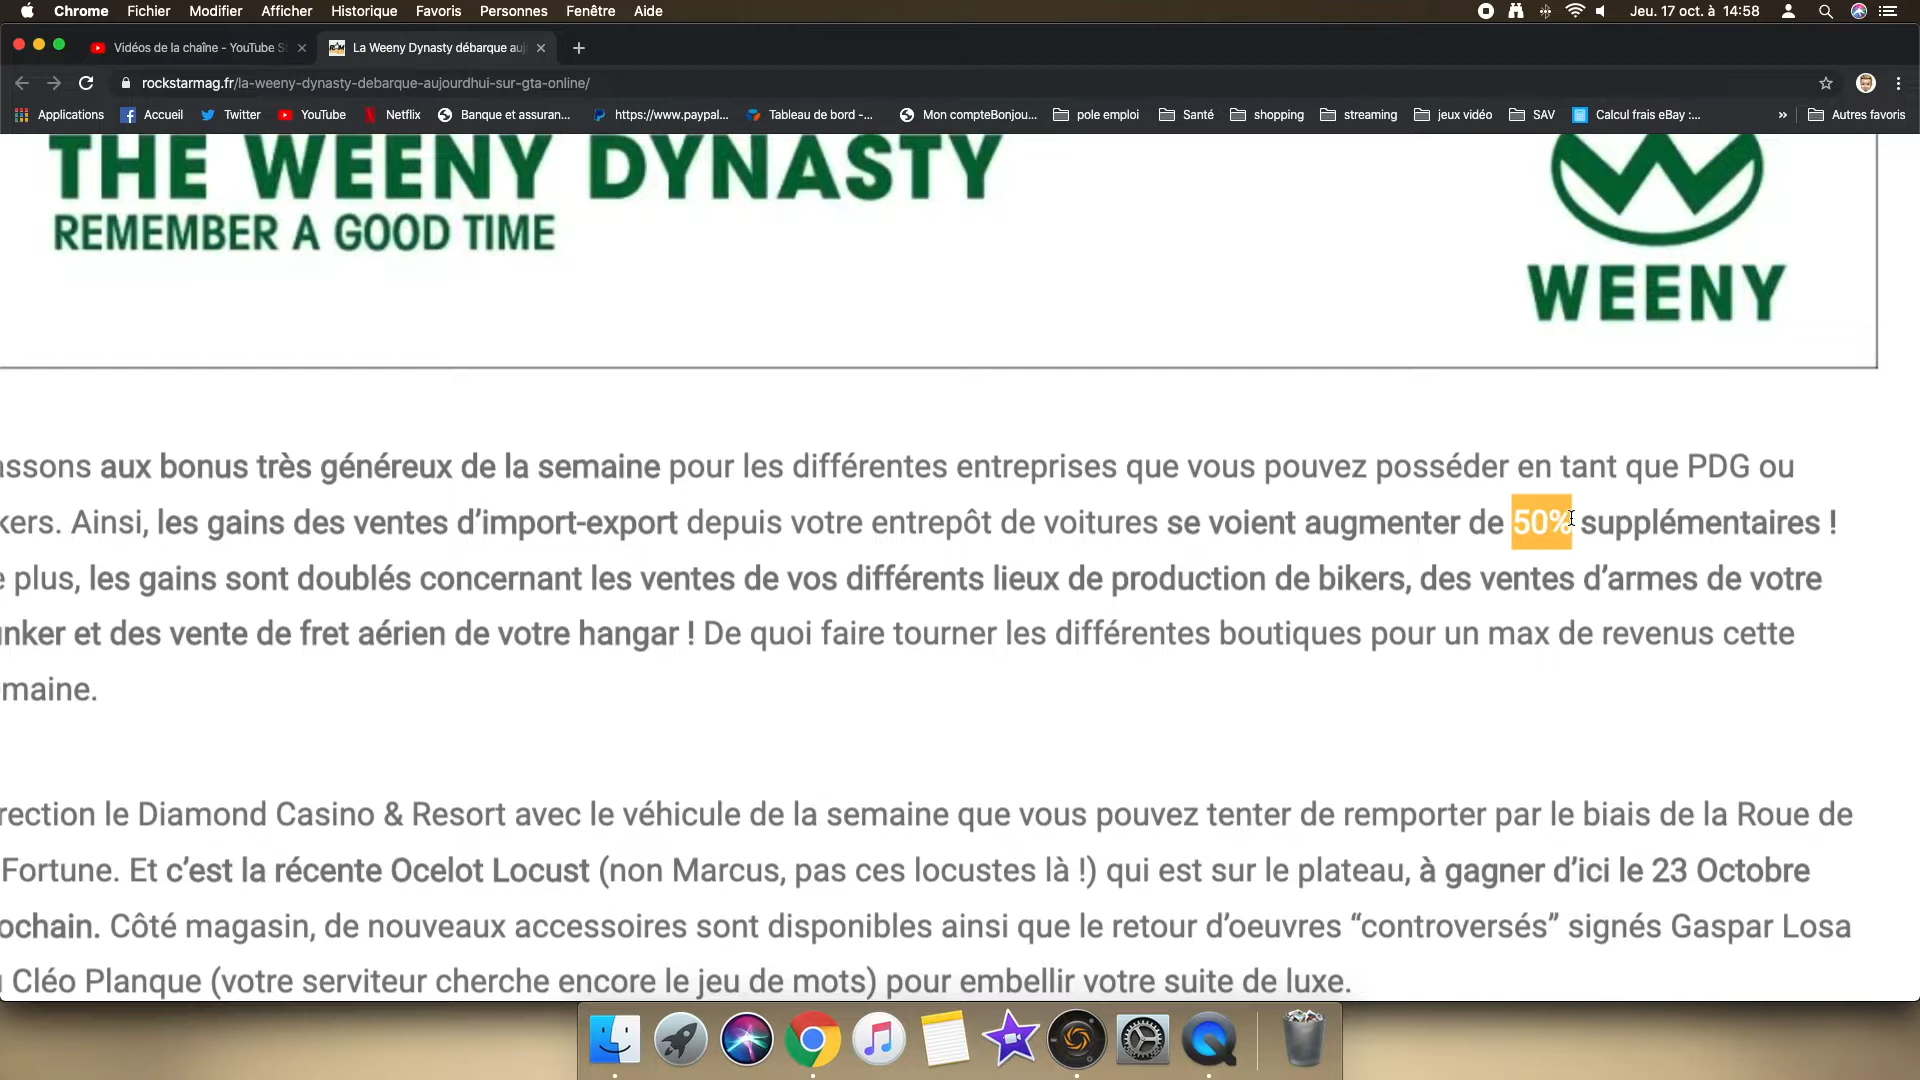 Chrome Fichier Modifier Afficher Historique Favoris Personnes Fenêtre Aide Jeu. 17 oct. à 14:58
Vidéos de la chaîne - YouTube S La Weeny Dynasty débarque auj
rockstarmag.fr/la-weeny-dynasty-debarque-aujourdhui-sur-gta-online/
Applications Accueil Twitter YouTube Netflix Banque et assuran... https://www.paypal... Tableau de bord -... Mon compteBonjou... pole emploi Santé shopping streaming jeux vidéo SAV Calcul frais eBay :... » Autres favoris
THE WEENY DYNASTY
REMEMBER A GOOD TIME
WEENY
assons aux bonus très généreux de la semaine pour les différentes entreprises que vous pouvez posséder en tant que PDG ou
kers. Ainsi, les gains des ventes d’import-export depuis votre entrepôt de voitures se voient augmenter de 50% supplémentaires !
e plus, les gains sont doublés concernant les ventes de vos différents lieux de production de bikers, des ventes d’armes de votre
unker et des vente de fret aérien de votre hangar ! De quoi faire tourner les différentes boutiques pour un max de revenus cette
maine.
rection le Diamond Casino & Resort avec le véhicule de la semaine que vous pouvez tenter de remporter par le biais de la Roue de
Fortune. Et c’est la récente Ocelot Locust (non Marcus, pas ces locustes là !) qui est sur le plateau, à gagner d’ici le 23 Octobre
ochain. Côté magasin, de nouveaux accessoires sont disponibles ainsi que le retour d’oeuvres “controversés” signés Gaspar Losa
Cléo Planque (votre serviteur cherche encore le jeu de mots) pour embellir votre suite de luxe.